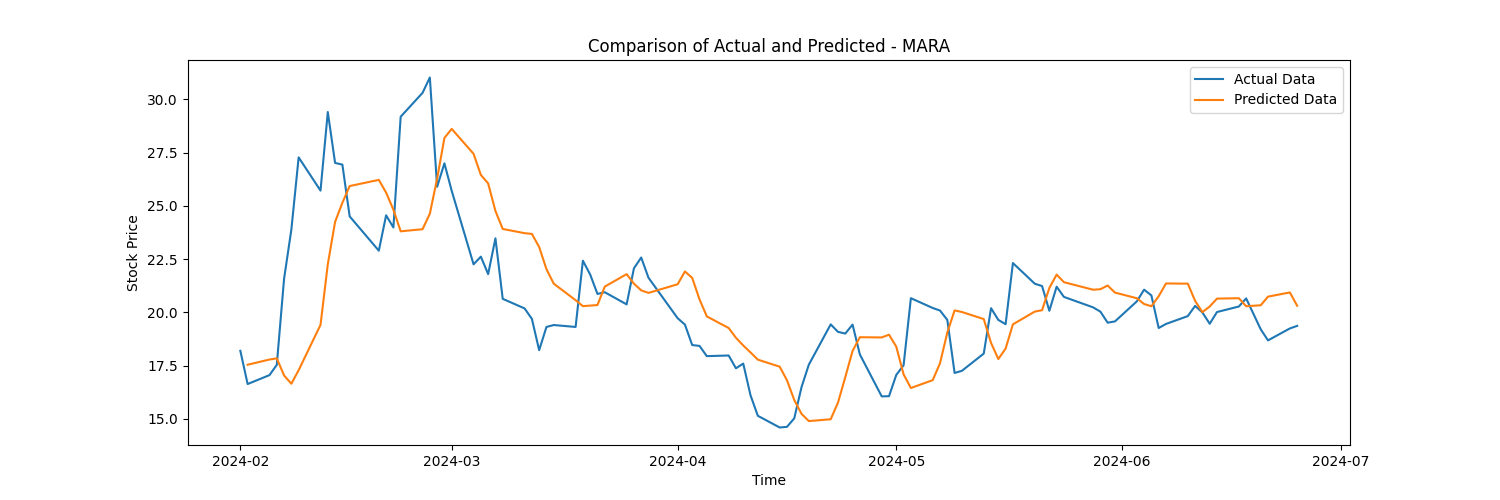 Comparison of Actual and Predicted - MARA
Actual Data
Predicted Data
Stock Price
30.0
27.5
25.0
22.5
20.0
17.5
15.0
2024-02
2024-03
2024-04
2024-05
2024-06
2024-07
Time